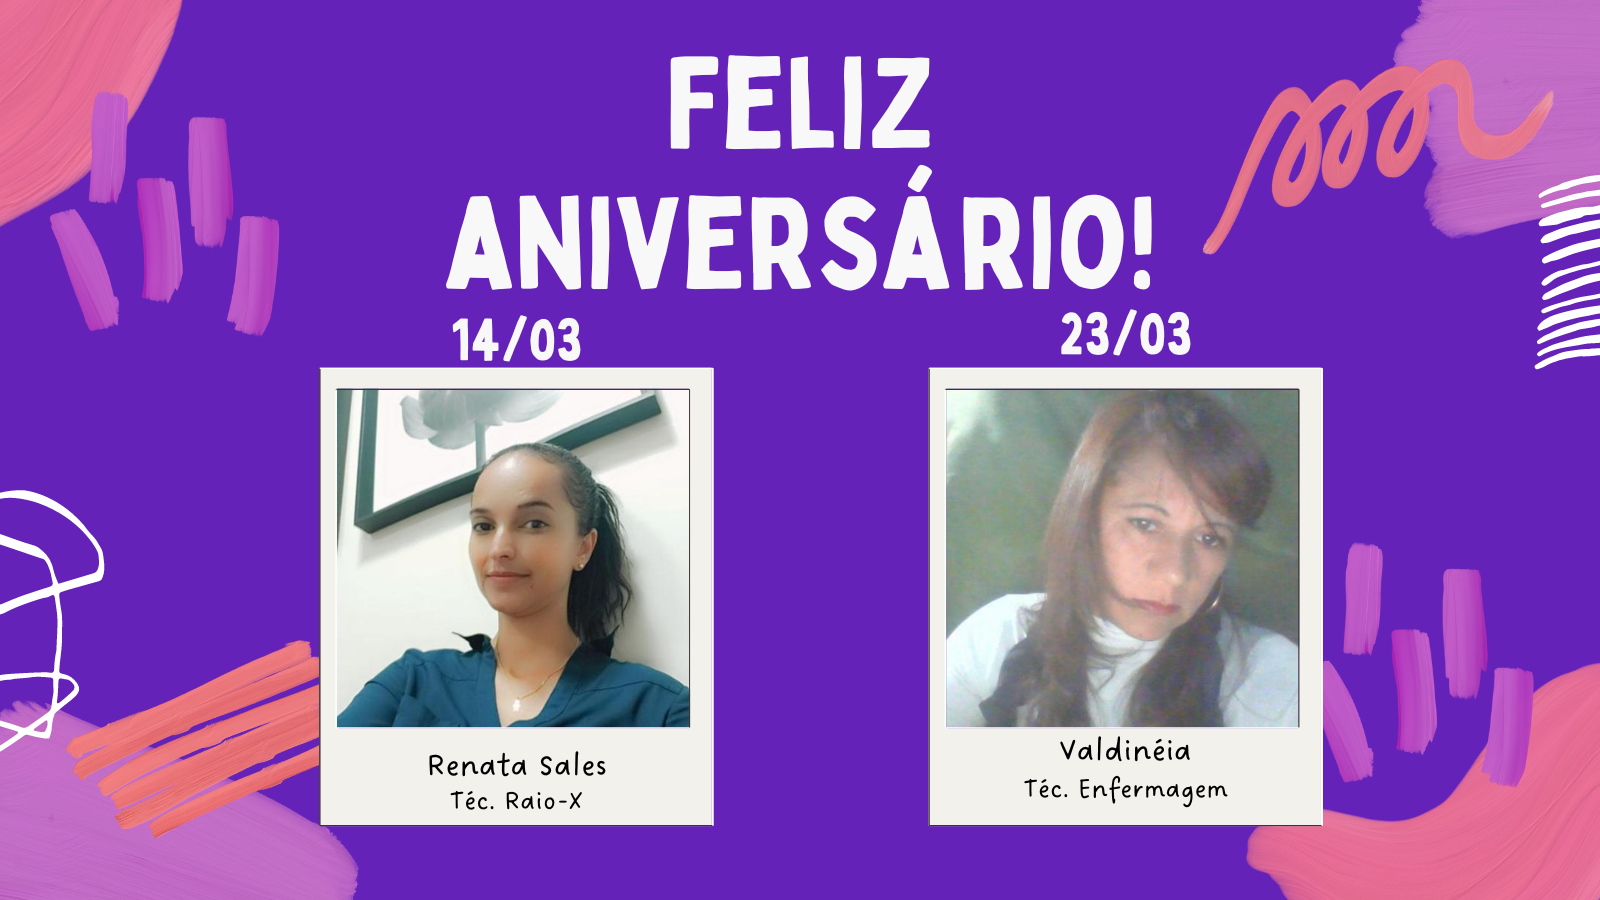 FELIZ
ANIVERSÁRIO!
14/03
23/03
Renata Sales
Téc. Raio-X
Valdinéia
Téc. Enfermagem